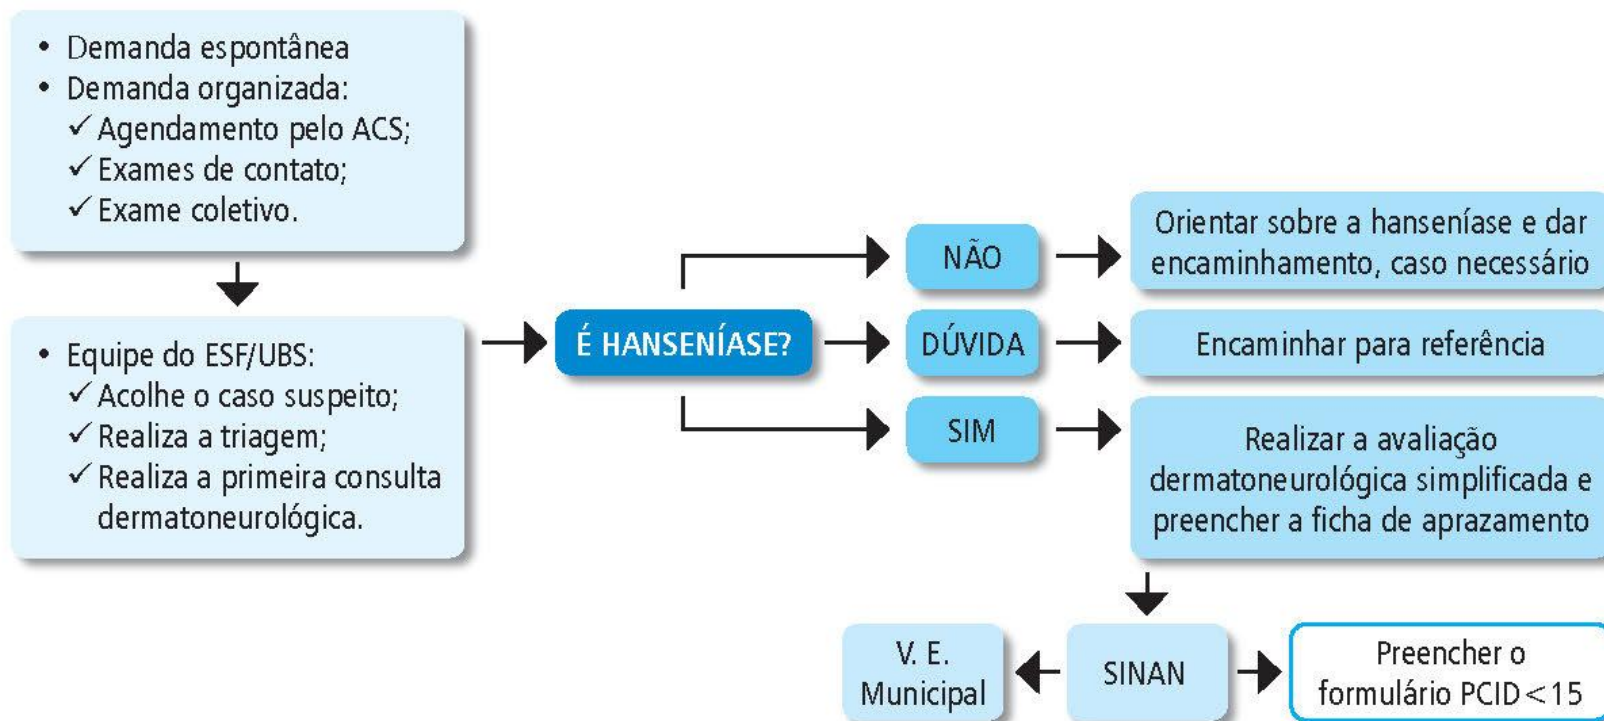 • Demanda espontânea
• Demanda organizada:
✓ Agendamento pelo ACS;
✓ Exames de contato;
✓ Exame coletivo.
• Equipe do ESF/UBS:
✓ Acolhe o caso suspeito;
✓ Realiza a triagem;
✓ Realiza a primeira consulta
dermatoneurológica.
É HANSENÍASE?
NÃO
Orientar sobre a hanseníase e dar
encaminhamento, caso necessário
DÚVIDA
Encaminhar para referência
SIM
Realizar a avaliação
dermatoneurológica simplificada e
preencher a ficha de aprazamento
V. E.
Municipal
SINAN
Preencher o
formulário PCID<15